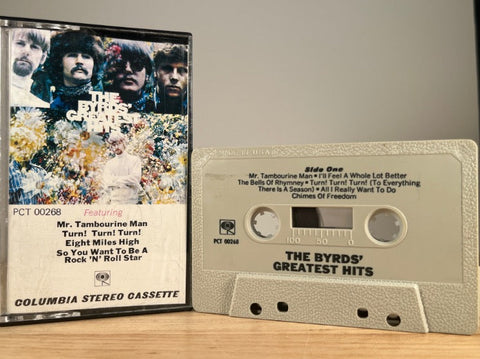 THE
BYRDS'
GREATEST
HITS
PCT 00268 Featuring
Mr. Tambourine Man
Turn! Turn! Turn!
Eight Miles High
So You Want To Be A
Rock 'N' Roll Star
COLUMBIA STEREO CASSETTE
Side One
Mr. Tambourine Man • I'll Feel A Whole Lot Better
The Bells Of Rhymney • Turn! Turn! Turn! (To Everything
There Is A Season) • All I Really Want To Do
Chimes Of Freedom
PCT 00268
100 50 0
THE BYRDS'
GREATEST HITS